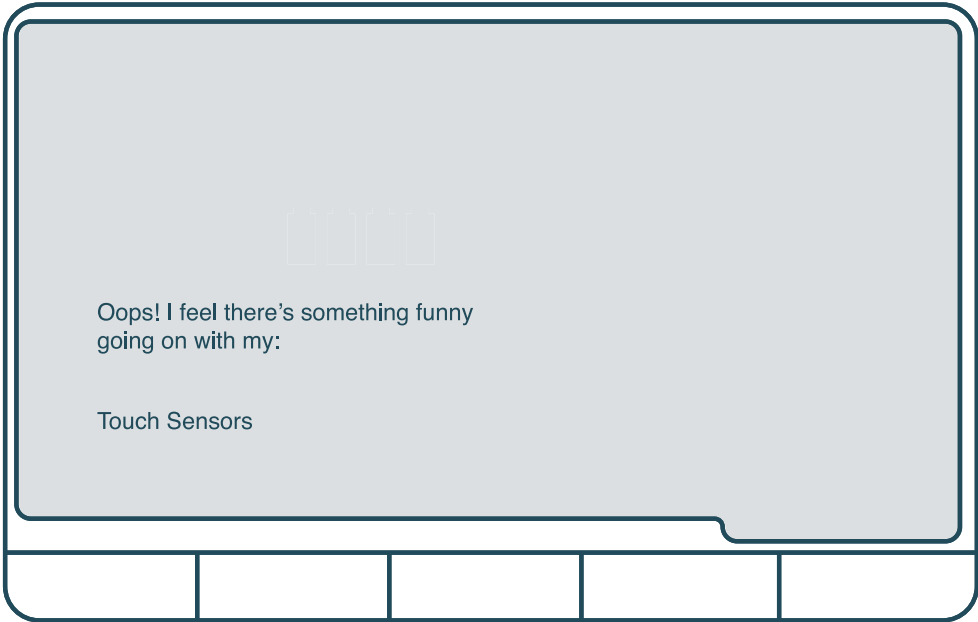 Oops! I feel there’s something funny
going on with my:
Touch Sensors